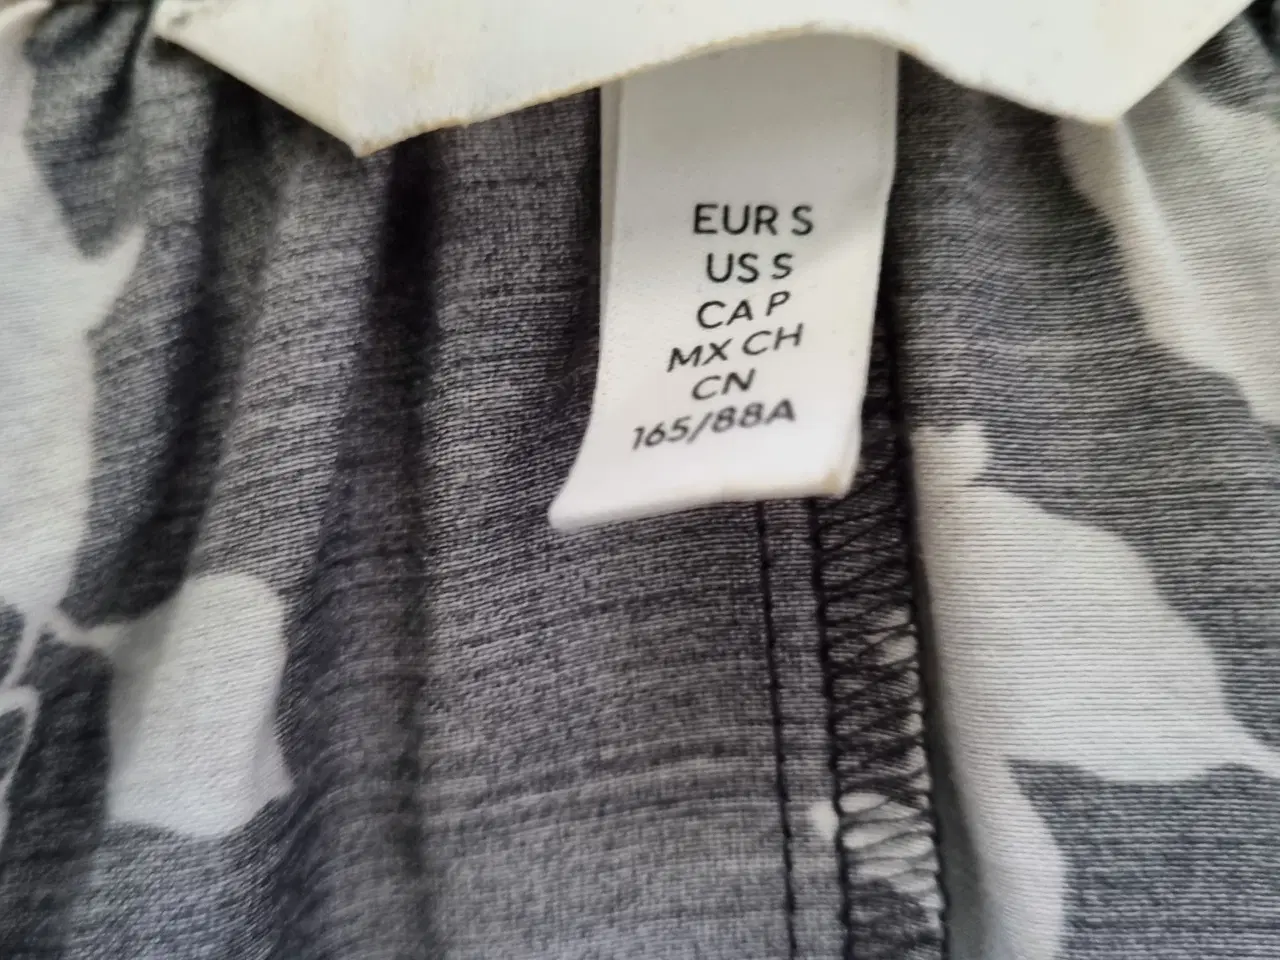 EUR S
US S
CA P
MX CH
CN
165/88A